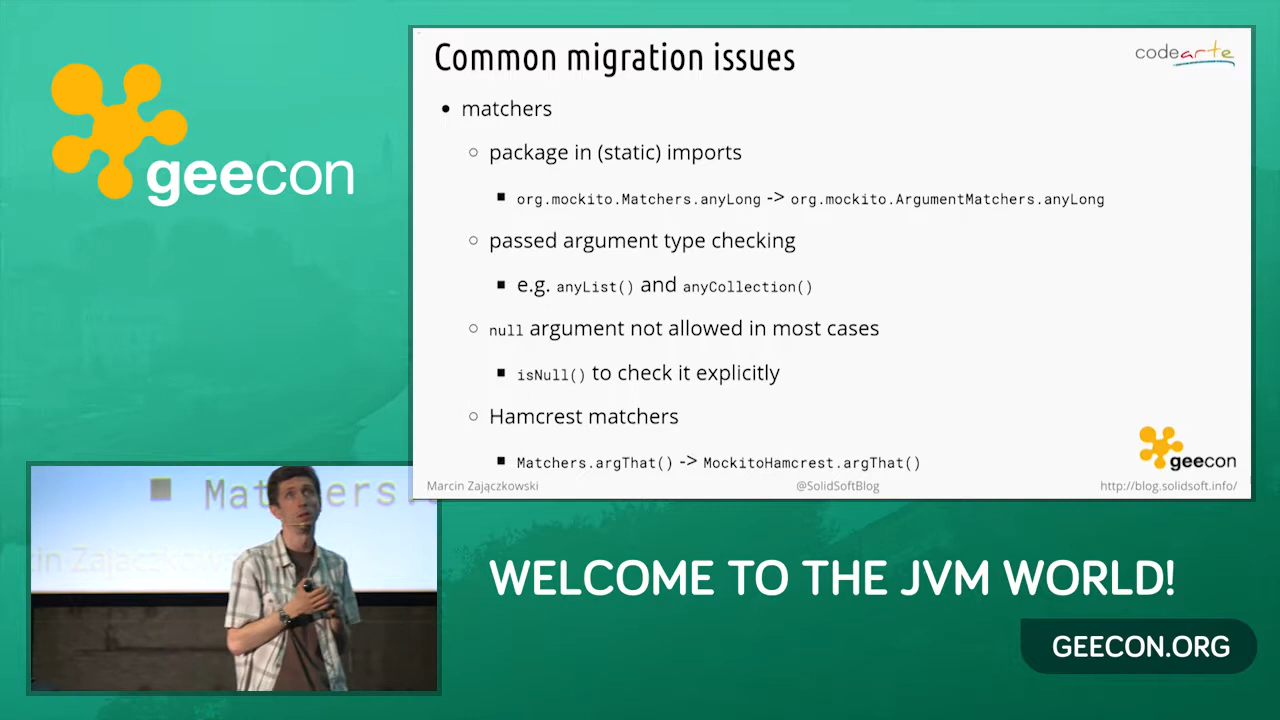 geecon
Common migration issues
codearte
matchers
package in (static) imports
org.mockito.Matchers.anyLong -> org.mockito.ArgumentMatchers.anyLong
passed argument type checking
e.g. anyList() and anyCollection()
null argument not allowed in most cases
isNull() to check it explicitly
Hamcrest matchers
Matchers.argThat() -> MockitoHamcrest.argThat()
geecon
Marcin Zajączkowski
@SolidSoftBlog
http://blog.solidsoft.info/
Matchers.
cin Zajączkows
WELCOME TO THE JVM WORLD!
GEECON.ORG